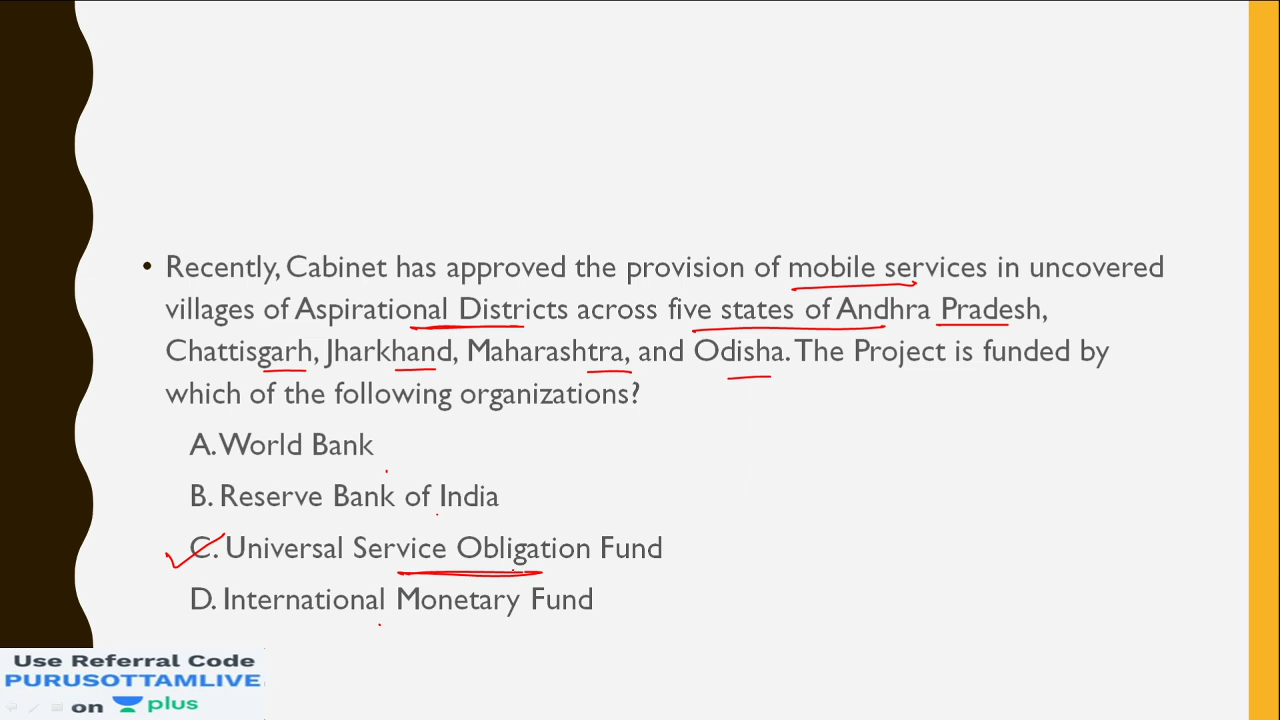 • Recently, Cabinet has approved the provision of mobile services in uncovered
villages of Aspirational Districts across five states of Andhra Pradesh,
Chattisgarh, Jharkhand, Maharashtra, and Odisha. The Project is funded by
which of the following organizations?
A. World Bank
B. Reserve Bank of India
C. Universal Service Obligation Fund
D. International Monetary Fund
Use Referral Code
PURUSOTTAMLIVE
on plus